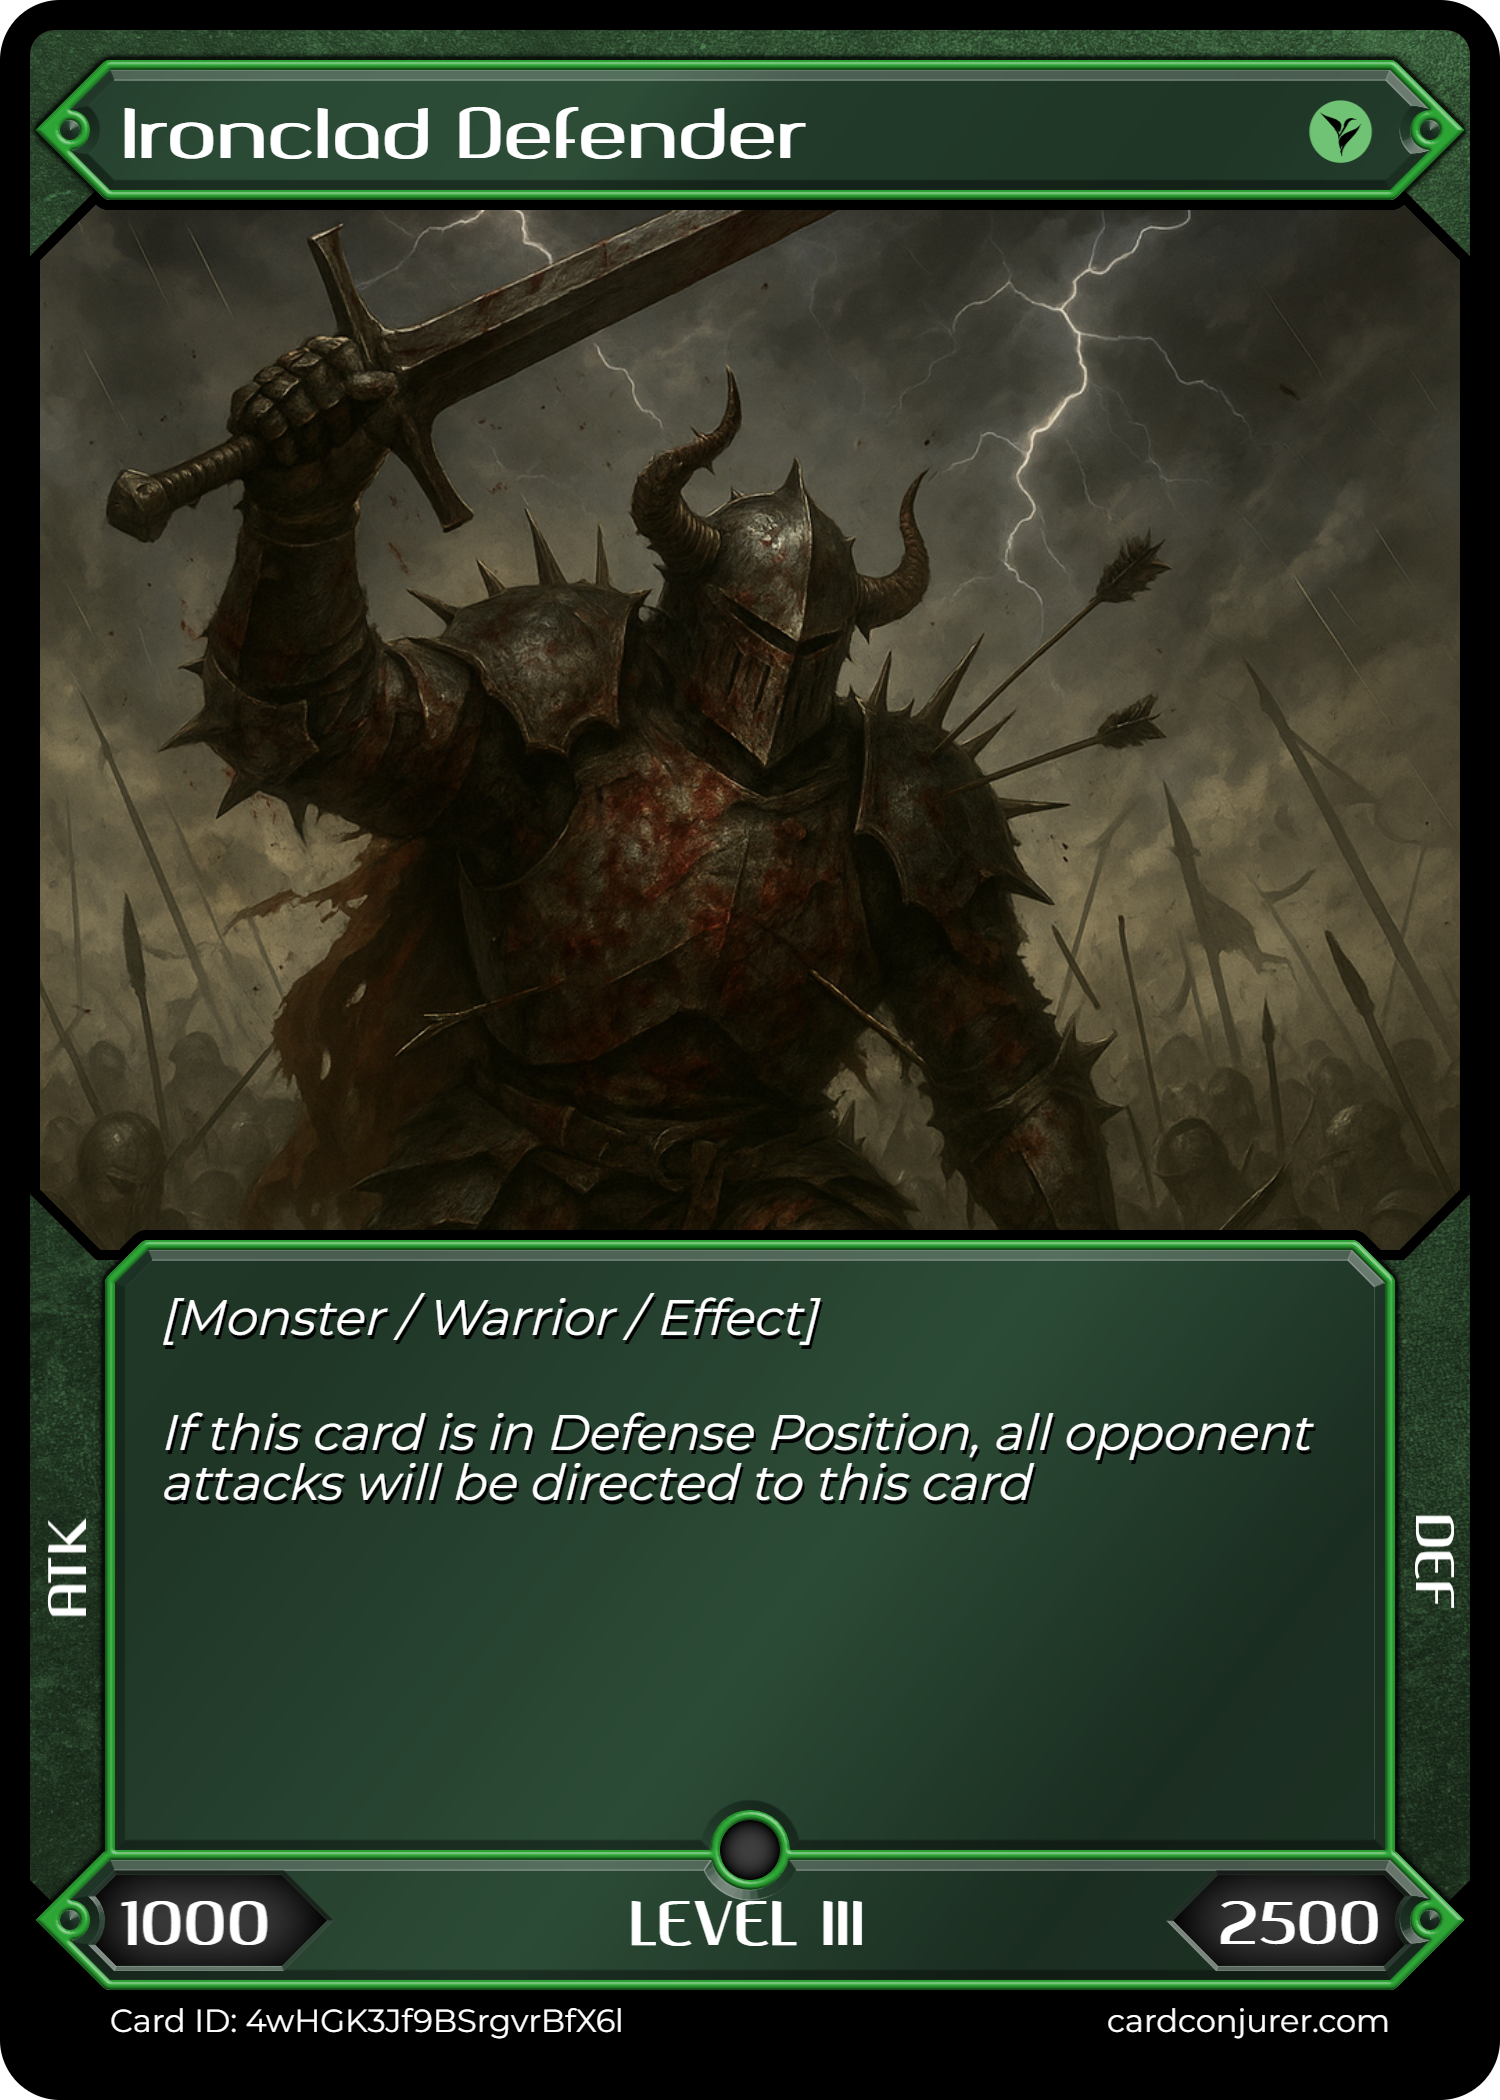 Ironclad Defender
[Monster / Warrior / Effect]
If this card is in Defense Position, all opponent
attacks will be directed to this card
ATK
DEF
1000
LEVEL III
2500
Card ID: 4wHGK3Jf9BSrgvrBfX6l
cardconjurer.com